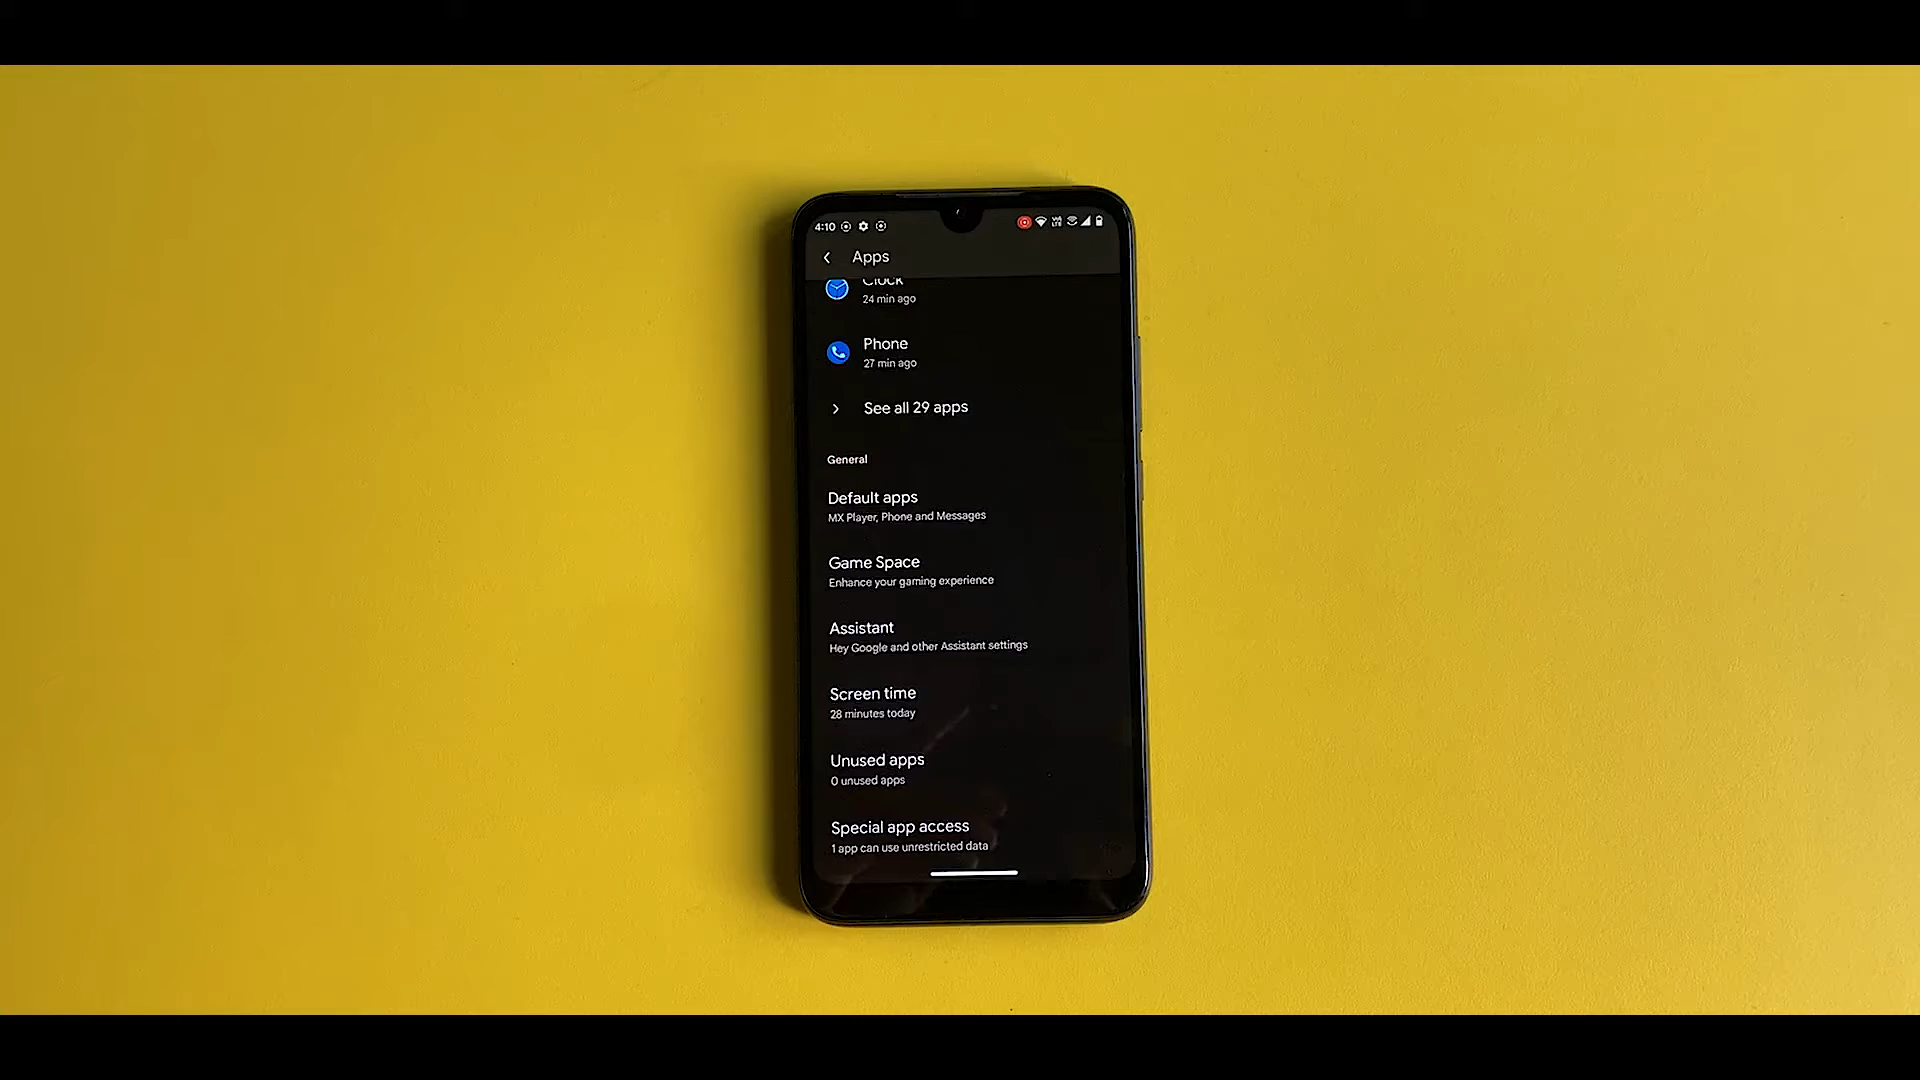 4:10
Apps
Clock
24 min ago
Phone
27 min ago
See all 29 apps
General
Default apps
MX Player, Phone and Messages
Game Space
Enhance your gaming experience
Assistant
Hey Google and other Assistant settings
Screen time
28 minutes today
Unused apps
0 unused apps
Special app access
1 app can use unrestricted data